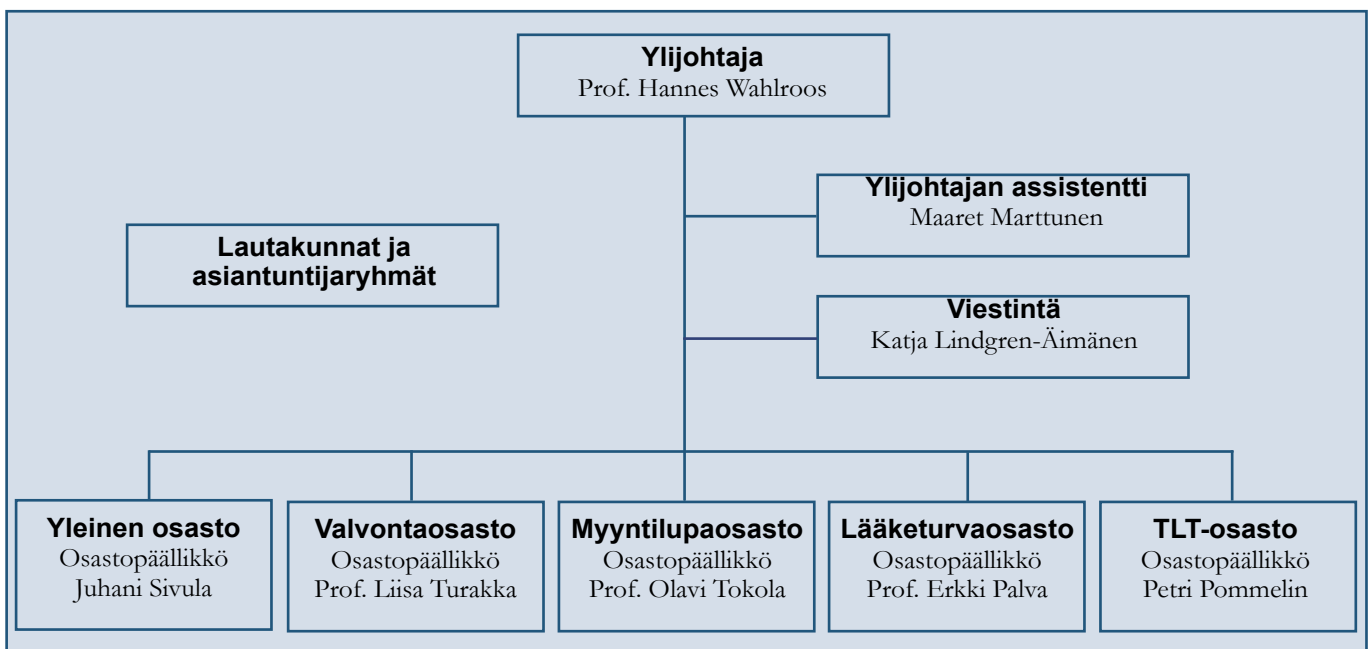 Ylijohtaja
Prof. Hannes Wahlroos
Ylijohtajan assistentti
Maaret Marttunen
Lautakunnat ja
asiantuntijaryhmät
Viestintä
Katja Lindgren-Äimänen
Yleinen osasto
Osastopäällikkö
Juhani Sivula
Valvontaosasto
Osastopäällikkö
Prof. Liisa Turakka
Myyntilupaosasto
Osastopäällikkö
Prof. Olavi Tokola
Lääketurvaosasto
Osastopäällikkö
Prof. Erkki Palva
TLT-osasto
Osastopäällikkö
Petri Pommelin